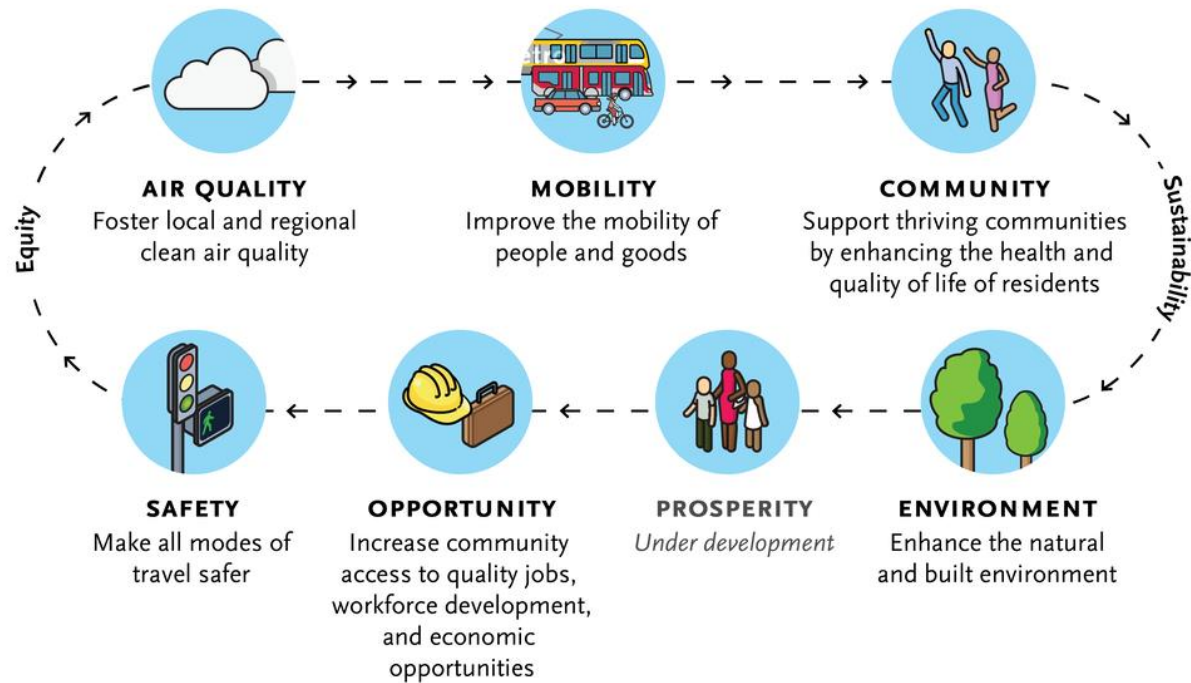 etro
AIR QUALITY
Foster local and regional
clean air quality
MOBILITY
Improve the mobility of
people and goods
COMMUNITY
Support thriving communities
by enhancing the health and
quality of life of residents
Sustainability
ENVIRONMENT
Enhance the natural
and built environment
PROSPERITY
Under development
OPPORTUNITY
Increase community
access to quality jobs,
workforce development,
and economic
opportunities
SAFETY
Make all modes of
travel safer
Equity